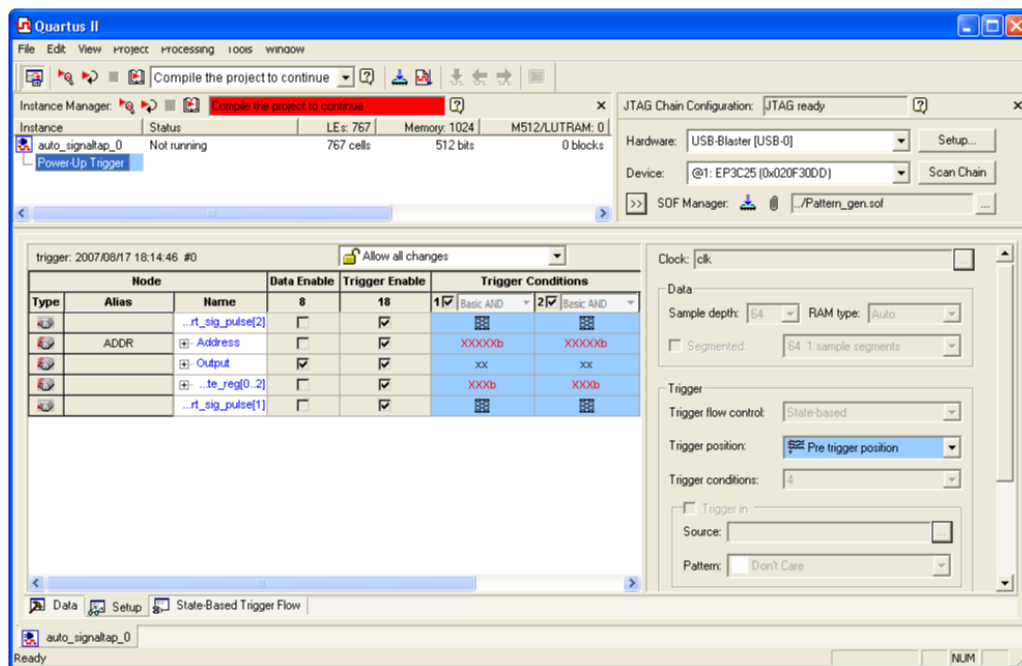 Quartus II
File Edit View Project Processing Tools Window
Compile the project to continue
Instance Manager: Compile the project to continue
Instance Status LEs: 767 Memory: 1024 M512/LUTRAM: 0
auto_signaltap_0 Not running 767 cells 512 bits 0 blocks
Power-Up Trigger
JTAG Chain Configuration: JTAG ready
Hardware: USB-Blaster [USB-0] Setup...
Device: @1: EP3C25 (0x020F30DD) Scan Chain
>> SOF Manager: ../Pattern_gen.sof ...
trigger: 2007/08/17 18:14:46 #0 Allow all changes
Node Data Enable Trigger Enable Trigger Conditions
Type Alias Name 8 18 1 Basic AND 2 Basic AND
...rt_sig_pulse[2]
ADDR Address XXXXXb XXXXXb
Output XX XX
...te_reg[0..2] XXXb XXXb
...rt_sig_pulse[1]
Clock: clk ...
Data
Sample depth: 64 RAM type: Auto
Segmented: 64 1 sample segments
Trigger
Trigger flow control: State-based
Trigger position: Pre trigger position
Trigger conditions: 4
Trigger in
Source: ...
Pattern: Don't Care
Data Setup State-Based Trigger Flow
auto_signaltap_0
Ready NUM